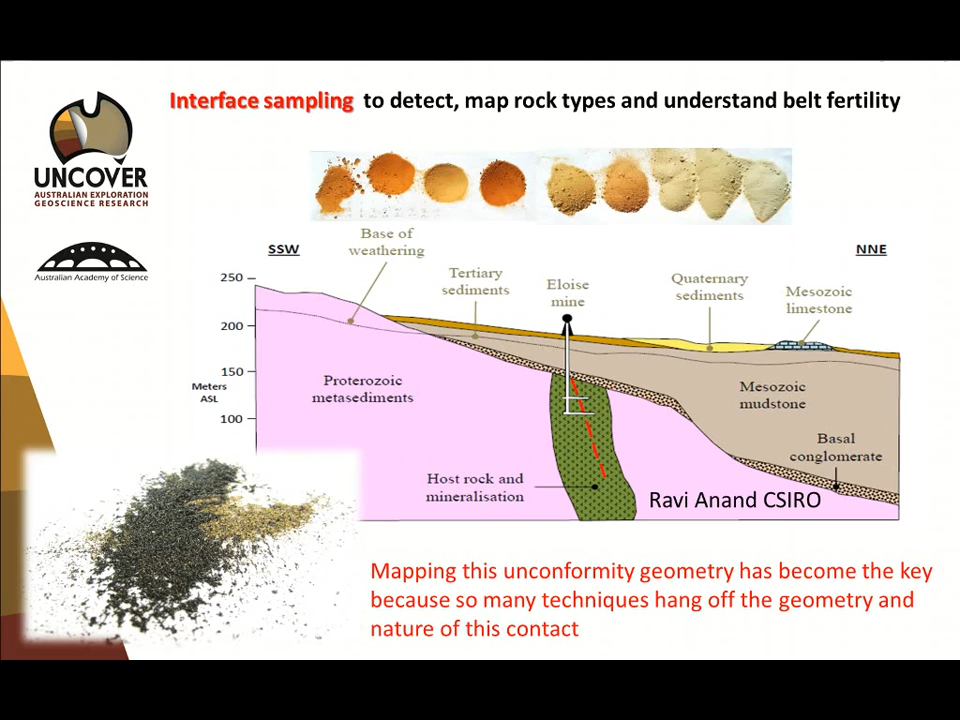 Interface sampling to detect, map rock types and understand belt fertility
UNCOVER
AUSTRALIAN EXPLORATION
GEOSCIENCE RESEARCH
Australian Academy of Science
SSW
NNE
Base of
weathering
Tertiary
sediments
Eloise
mine
Quaternary
sediments
Mesozoic
limestone
250
200
150
100
Meters
ASL
Proterozoic
metasediments
Mesozoic
mudstone
Basal
conglomerate
Host rock and
mineralisation
Ravi Anand CSIRO
Mapping this unconformity geometry has become the key
because so many techniques hang off the geometry and
nature of this contact